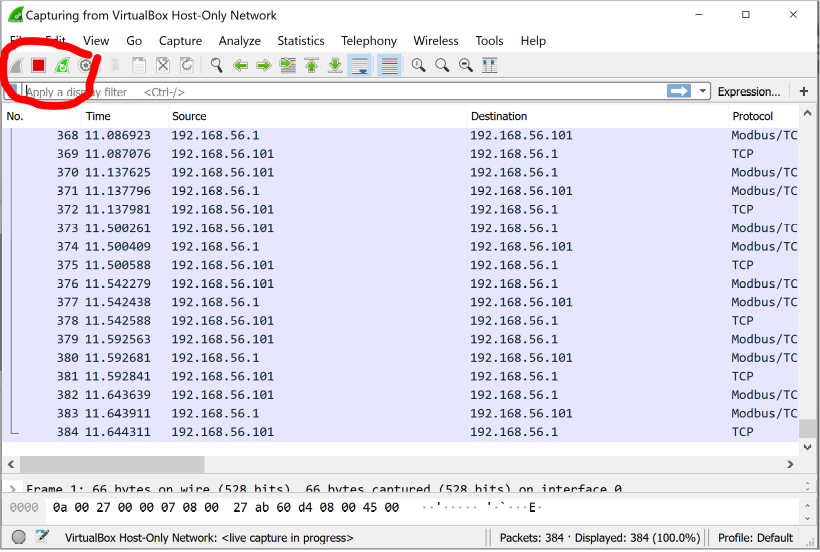 Capturing from VirtualBox Host-Only Network
Edit View Go Capture Analyze Statistics Telephony Wireless Tools Help
Apply a display filter ... <Ctrl-/> Expression... +
No. Time Source Destination Protocol
368 11.086923 192.168.56.1 192.168.56.101 Modbus/TC
369 11.087076 192.168.56.101 192.168.56.1 TCP
370 11.137625 192.168.56.101 192.168.56.1 Modbus/TC
371 11.137796 192.168.56.1 192.168.56.101 Modbus/TC
372 11.137981 192.168.56.101 192.168.56.1 TCP
373 11.500261 192.168.56.101 192.168.56.1 Modbus/TC
374 11.500409 192.168.56.1 192.168.56.101 Modbus/TC
375 11.500588 192.168.56.101 192.168.56.1 TCP
376 11.542279 192.168.56.101 192.168.56.1 Modbus/TC
377 11.542438 192.168.56.1 192.168.56.101 Modbus/TC
378 11.542588 192.168.56.101 192.168.56.1 TCP
379 11.592563 192.168.56.101 192.168.56.1 Modbus/TC
380 11.592681 192.168.56.1 192.168.56.101 Modbus/TC
381 11.592841 192.168.56.101 192.168.56.1 TCP
382 11.643639 192.168.56.101 192.168.56.1 Modbus/TC
383 11.643911 192.168.56.1 192.168.56.101 Modbus/TC
384 11.644311 192.168.56.101 192.168.56.1 TCP
Frame 1: 66 bytes on wire (528 bits), 66 bytes captured (528 bits) on interface 0
0000 0a 00 27 00 00 07 08 00 27 ab 60 d4 08 00 45 00 ··'····· '·`···E·
VirtualBox Host-Only Network: <live capture in progress> Packets: 384 · Displayed: 384 (100.0%) Profile: Default